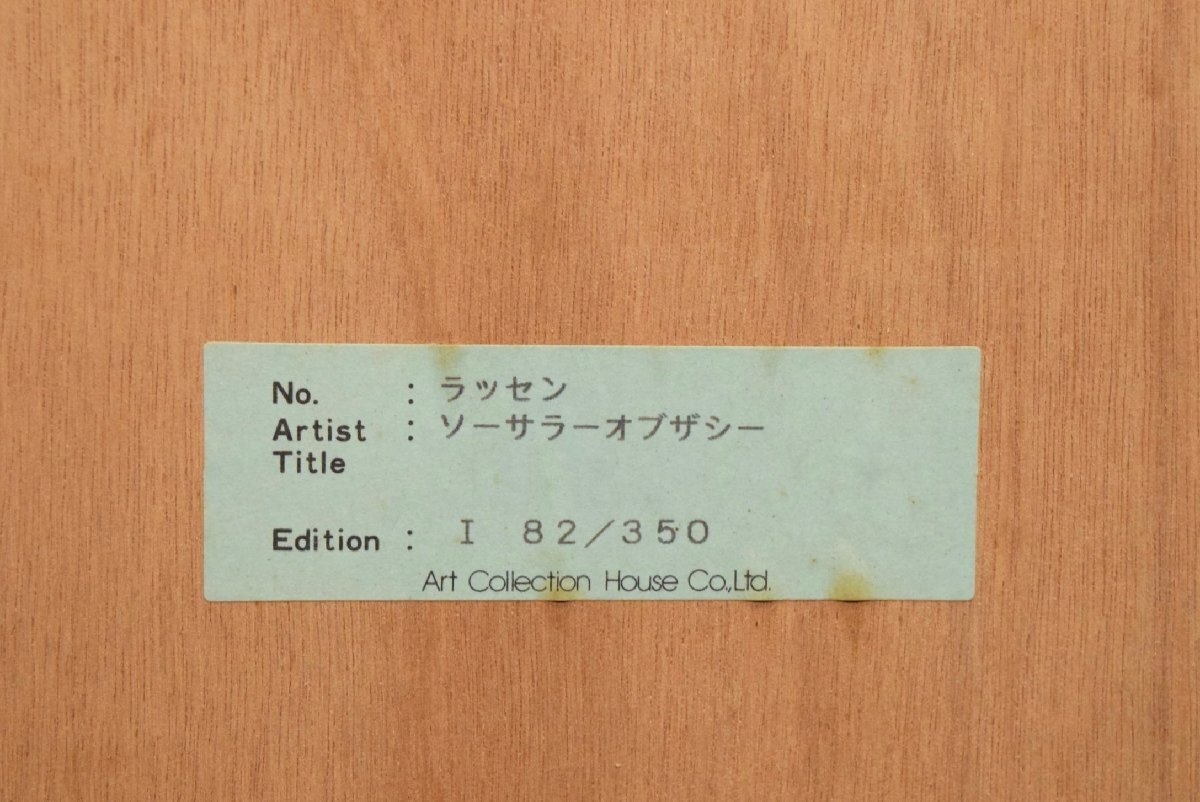 No. : ラッセン
Artist : ソーサラーオブザシー
Title
Edition : I 82/350
Art Collection House Co.,Ltd.